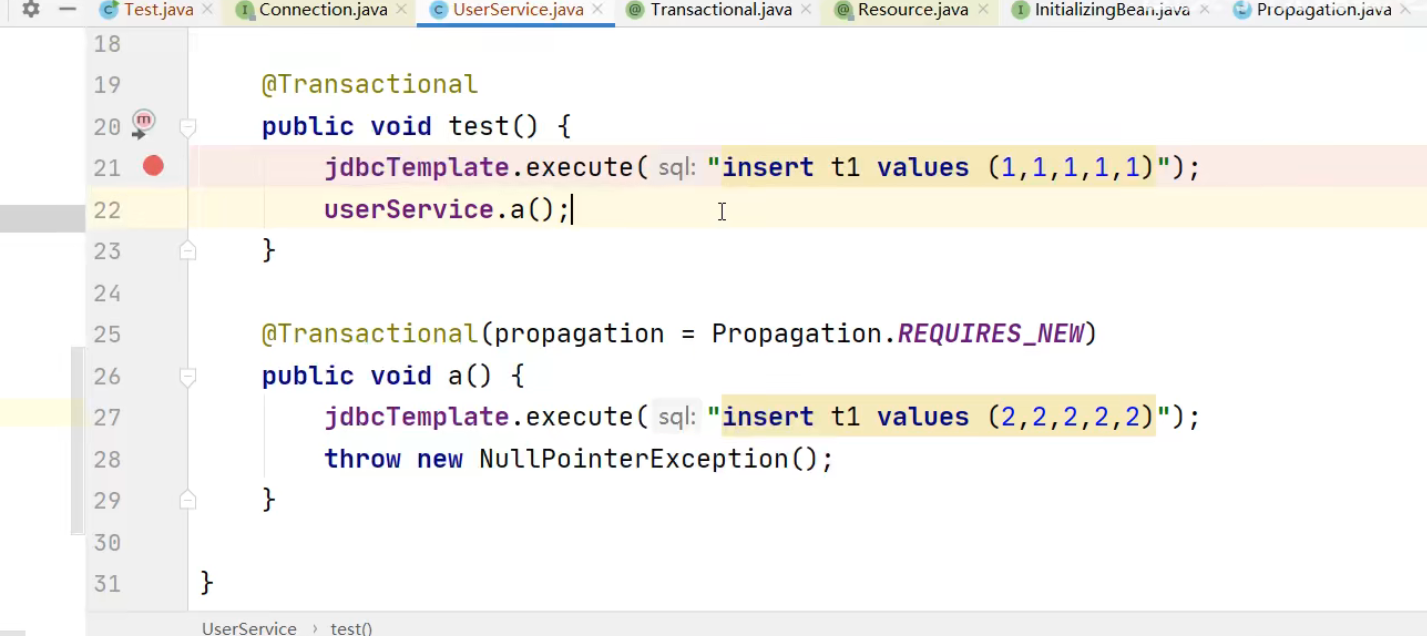 Test.java Connection.java UserService.java Transactional.java Resource.java InitializingBean.java Propagation.java
18
19 @Transactional
20 public void test() {
21 jdbcTemplate.execute( sql: "insert t1 values (1,1,1,1,1)");
22 userService.a();
23 }
24
25 @Transactional(propagation = Propagation.REQUIRES_NEW)
26 public void a() {
27 jdbcTemplate.execute( sql: "insert t1 values (2,2,2,2,2)");
28 throw new NullPointerException();
29 }
30
31 }
UserService › test()